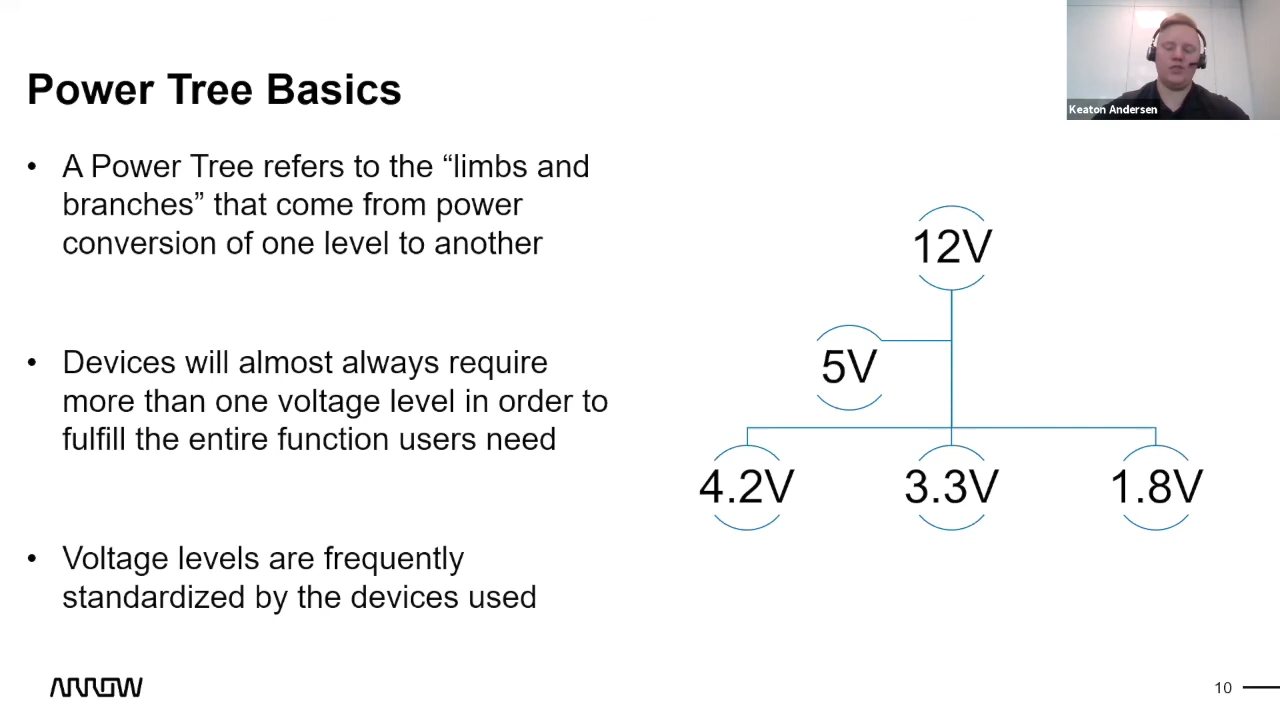 Power Tree Basics
Keaton Andersen
• A Power Tree refers to the “limbs and
branches” that come from power
conversion of one level to another
• Devices will almost always require
more than one voltage level in order to
fulfill the entire function users need
• Voltage levels are frequently
standardized by the devices used
12V
5V
4.2V 3.3V 1.8V
ARROW
10